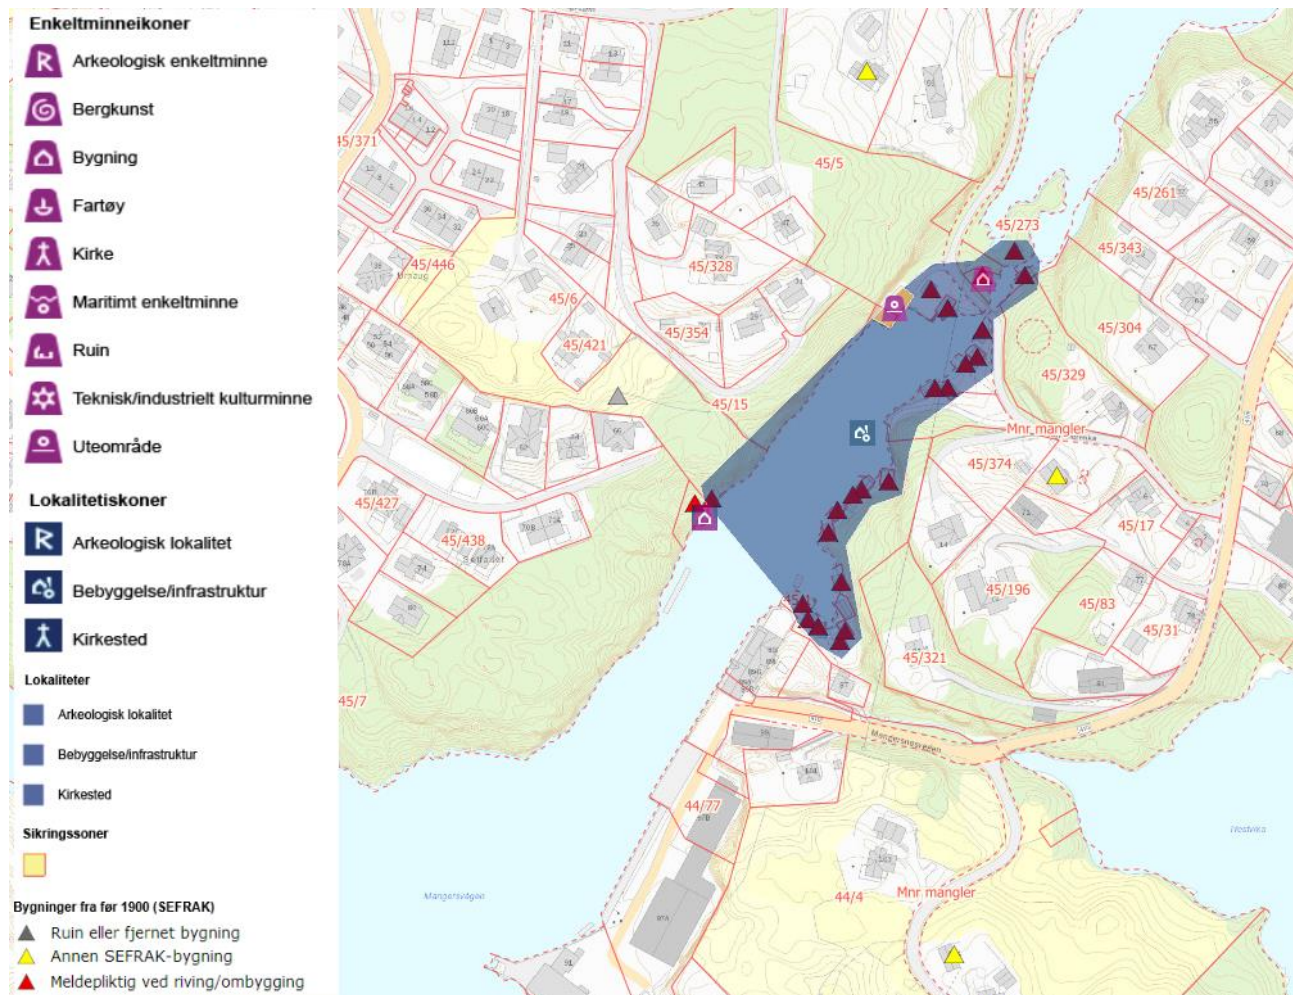 Enkeltminneikoner
Arkeologisk enkeltminne
Bergkunst
Bygning
Fartøy
Kirke
Maritimt enkeltminne
Ruin
Teknisk/industrielt kulturminne
Uteområde
Lokalitetiskoner
Arkeologisk lokalitet
Bebyggelse/infrastruktur
Kirkested
Lokaliteter
Arkeologisk lokalitet
Bebyggelse/infrastruktur
Kirkested
Sikringssoner
Bygninger fra før 1900 (SEFRAK)
Ruin eller fjernet bygning
Annen SEFRAK-bygning
Meldepliktig ved riving/ombygging
45/371
45/5
45/261
45/273
45/343
45/446
45/328
45/6
45/304
45/354
45/421
45/329
45/15
Mnr mangler
45/374
45/427
45/17
45/438
45/196
45/83
45/31
45/321
45/7
44/77
Hestvika
44/4
Mnr mangler
Mangersvågen